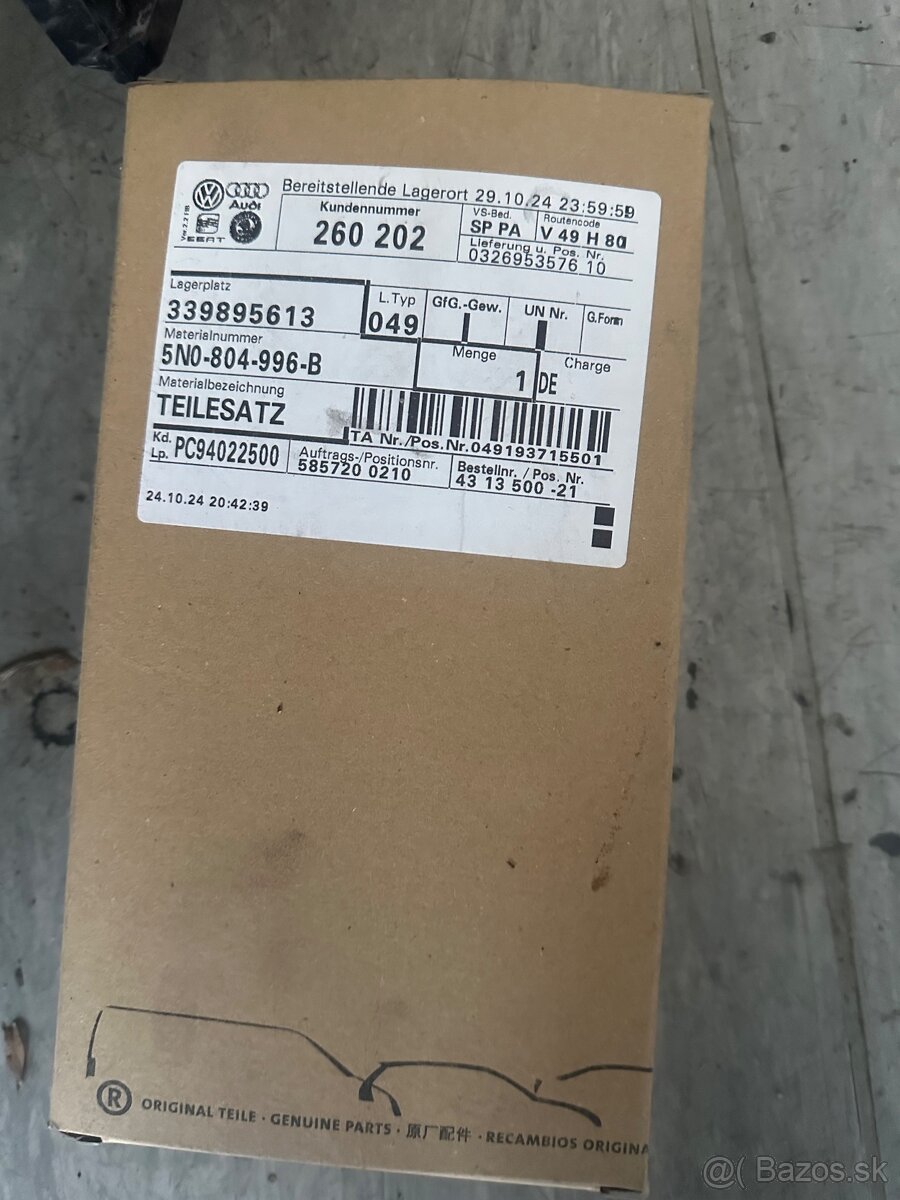 Bereitstellende Lagerort 29.10.24 23:59:59
Audi
SEAT
Kundennummer
260 202
VS-Bed.
SP PA
Routencode
V 49 H 80
Lieferung u. Pos. Nr.
0326953576 10
Lagerplatz
339895613
L.Typ
049
GfG.-Gew.
UN Nr.
G.Form
Materialnummer
5N0-804-996-B
Menge
1 DE
Charge
Materialbezeichnung
TEILESATZ
TA Nr./Pos.Nr.049193715501
Kd.
Lp. PC94022500
Auftrags-/Positionsnr.
585720 0210
Bestellnr. / Pos. Nr.
43 13 500 -21
24.10.24 20:42:39
® ORIGINAL TEILE · GENUINE PARTS · 原厂配件 · RECAMBIOS ORIGINA
@( Bazos.sk